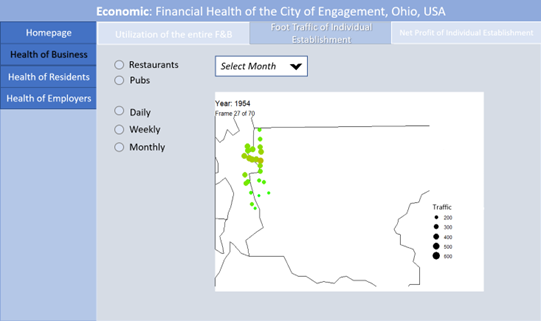 Economic: Financial Health of the City of Engagement, Ohio, USA
Homepage
Utilization of the entire F&B
Foot Traffic of Individual
Establishment
Net Profit of Individual Establishment
Health of Business
Health of Residents
Health of Employers
Restaurants
Pubs
Select Month
Daily
Weekly
Monthly
Year: 1954
Frame 27 of 70
Traffic
200
300
400
500
600